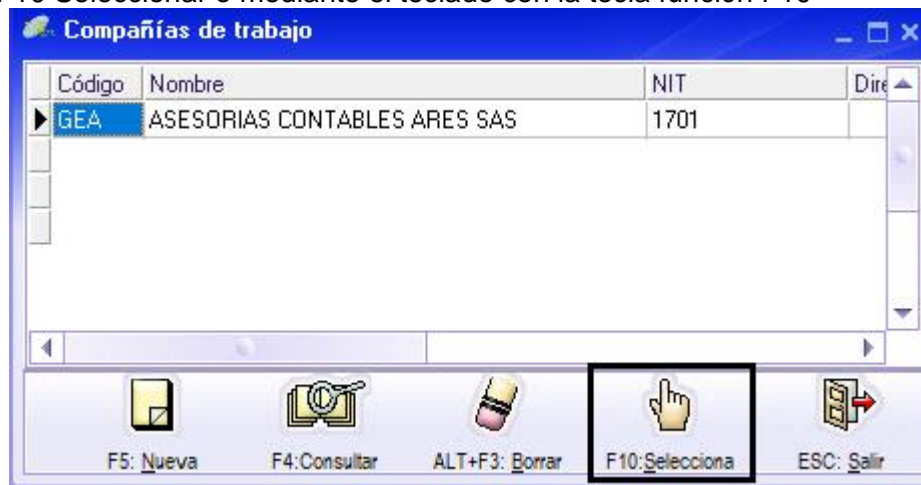 Compañías de trabajo
Código Nombre NIT
GEA ASESORIAS CONTABLES ARES SAS 1701
F5: Nueva F4:Consultar ALT+F3: Borrar F10:Selecciona ESC: Salir